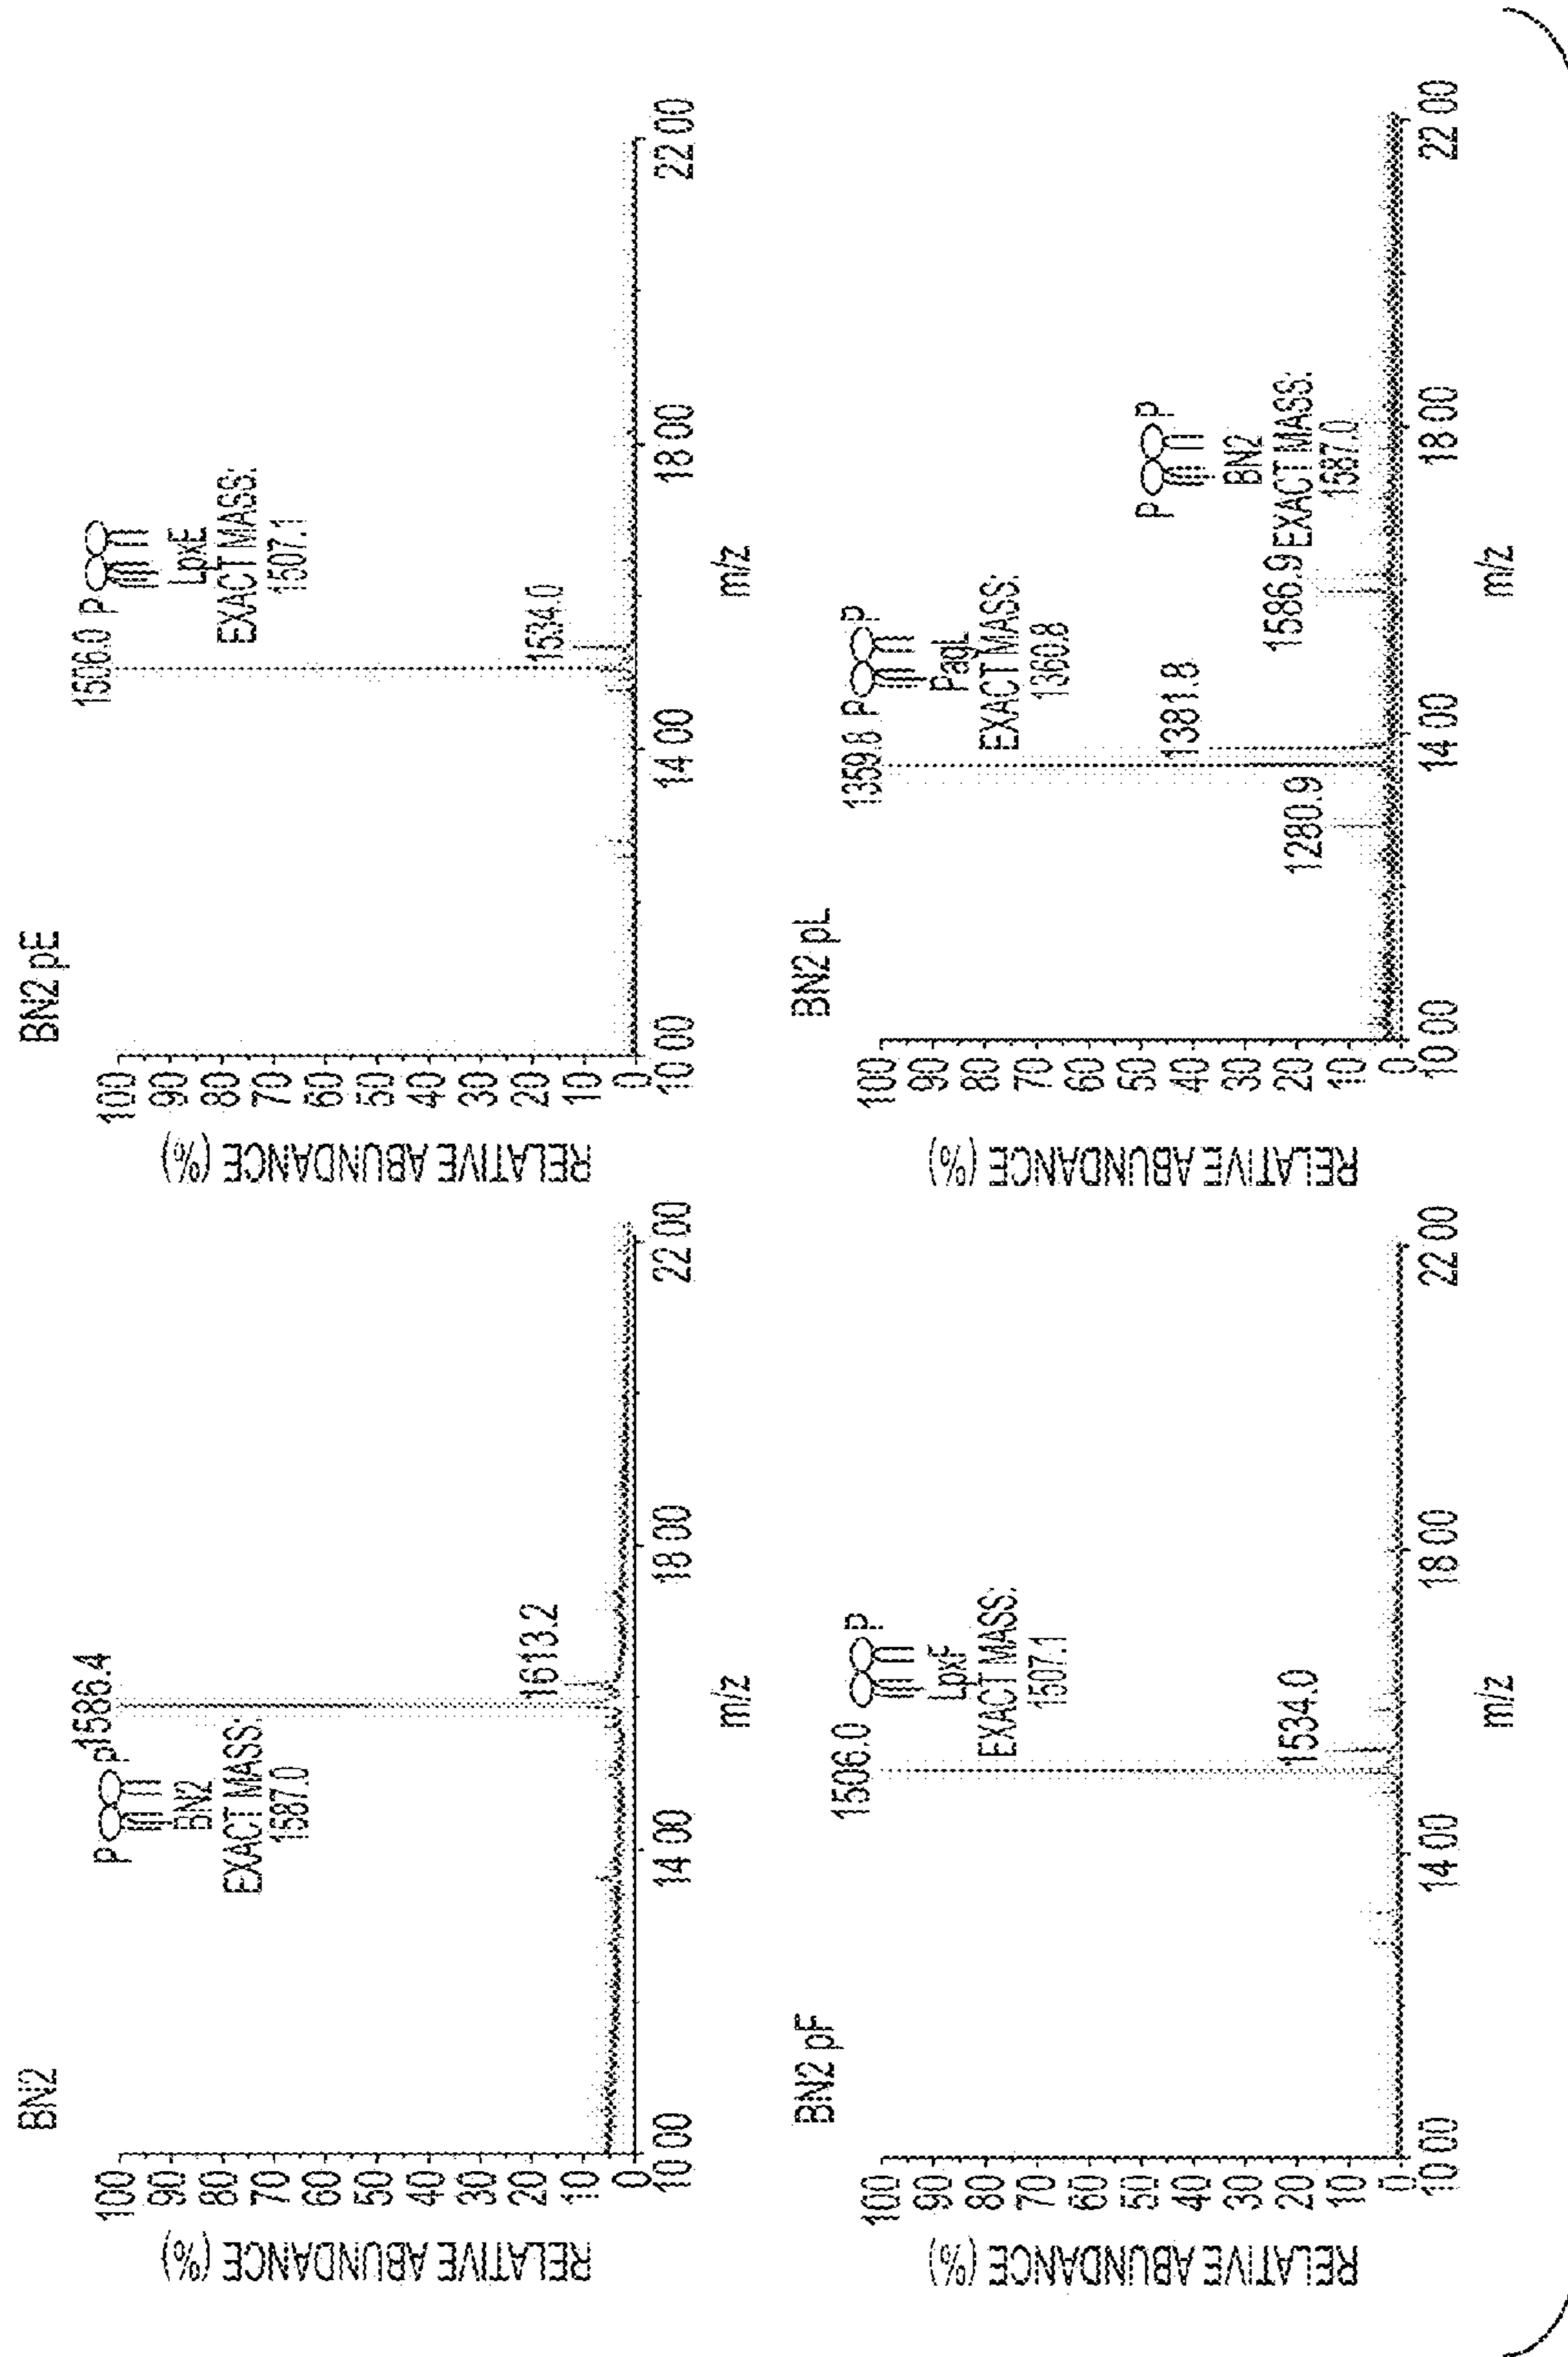 BN2
RELATIVE ABUNDANCE (%)
100
90
80
70
60
50
40
30
20
10
0
P P 1586.4
BN2
EXACT MASS:
1587.0
1613.2
10 00 14 00 18 00 22 00
m/z
BN2 pE
RELATIVE ABUNDANCE (%)
100
90
80
70
60
50
40
30
20
10
0
1506.0 P
LpxE
EXACT MASS:
1507.1
1534.0
10 00 14 00 18 00 22 00
m/z
BN2 pF
RELATIVE ABUNDANCE (%)
100
90
80
70
60
50
40
30
20
10
0
1506.0 P
LpxF
EXACT MASS:
1507.1
1534.0
10 00 14 00 18 00 22 00
m/z
BN2 pL
RELATIVE ABUNDANCE (%)
100
90
80
70
60
50
40
30
20
10
0
1359.8 P P
PagL
EXACT MASS:
1360.8
1381.8
1280.9
P P
BN2
1586.9 EXACT MASS:
1587.0
10 00 14 00 18 00 22 00
m/z